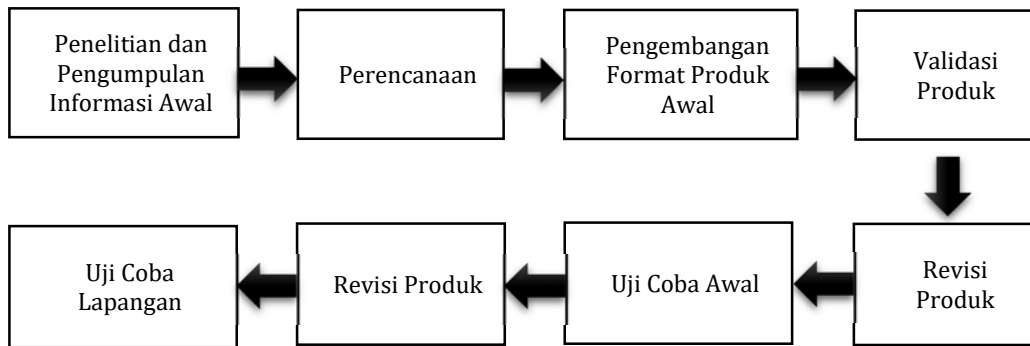 Penelitian dan
Pengumpulan
Informasi Awal
Perencanaan
Pengembangan
Format Produk
Awal
Validasi
Produk
Revisi
Produk
Uji Coba Awal
Revisi Produk
Uji Coba
Lapangan